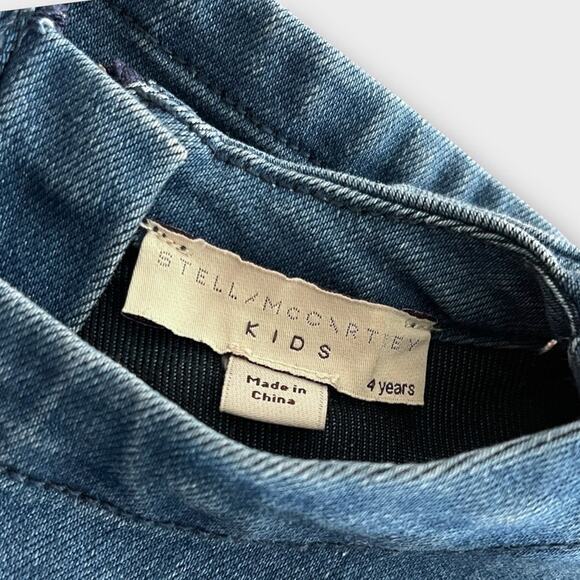 STELLA McCARTNEY
KIDS
4 years
Made in
China